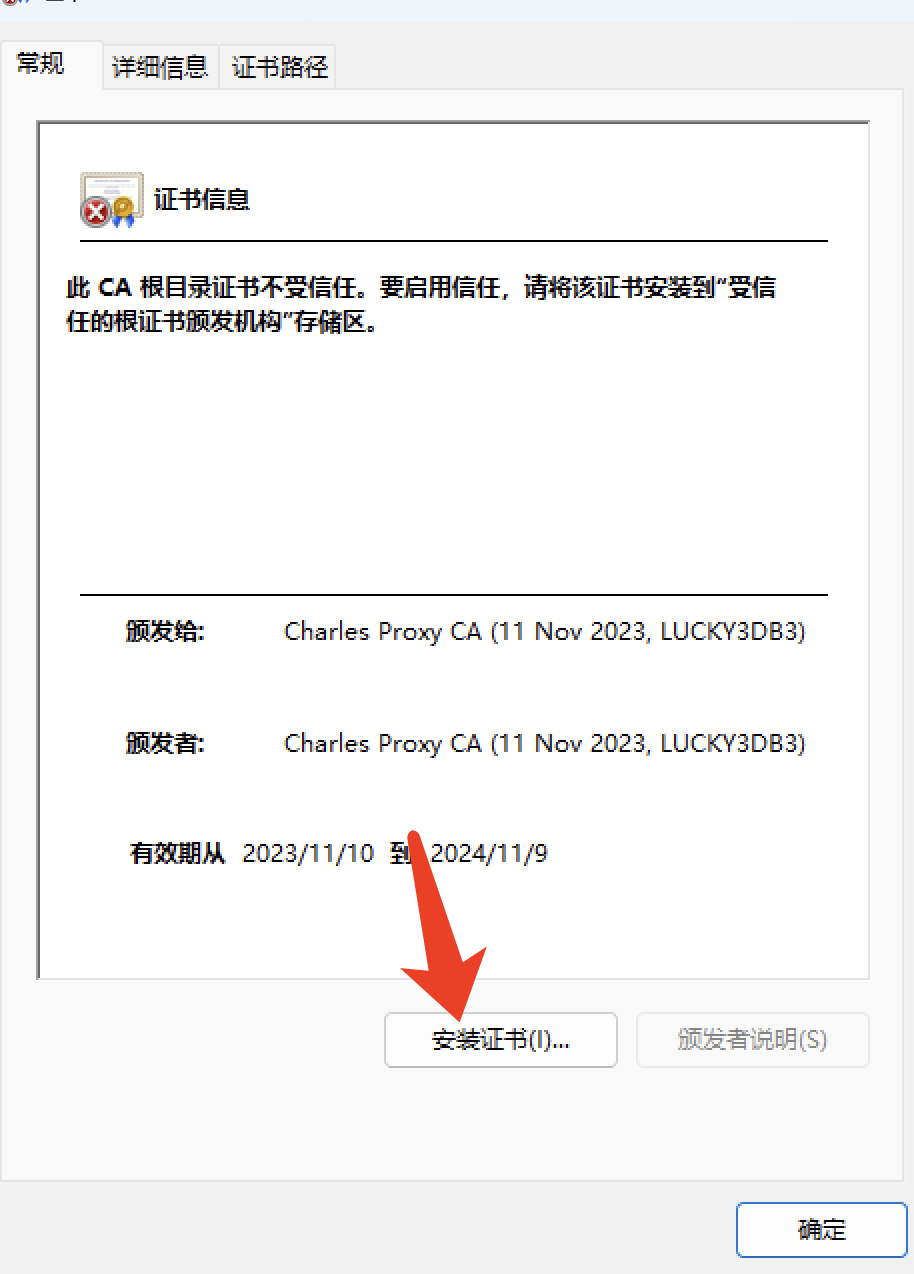 常规
详细信息
证书路径
证书信息
此 CA 根目录证书不受信任。要启用信任，请将该证书安装到“受信
任的根证书颁发机构”存储区。
颁发给: Charles Proxy CA (11 Nov 2023, LUCKY3DB3)
颁发者: Charles Proxy CA (11 Nov 2023, LUCKY3DB3)
有效期从 2023/11/10 到 2024/11/9
安装证书(I)...
颁发者说明(S)
确定